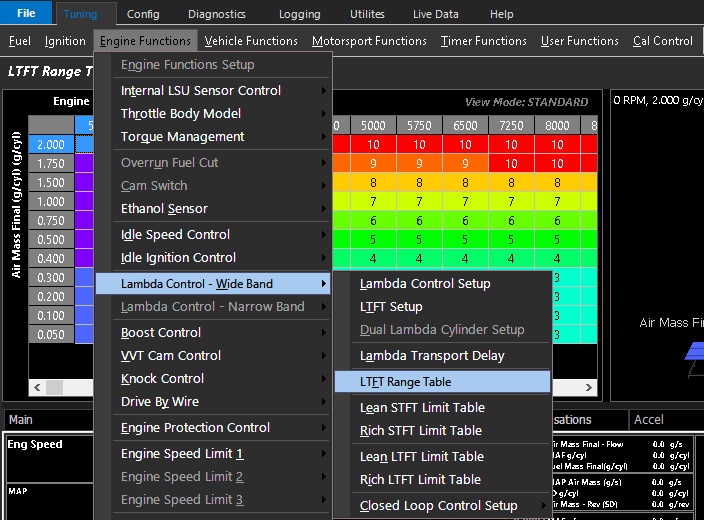 File Tuning Config Diagnostics Logging Utilites Live Data Help
Fuel Ignition Engine Functions Vehicle Functions Motorsport Functions Timer Functions User Functions Cal Control
LTFT Range T
Engine Functions Setup
Engine
View Mode: STANDARD
0 RPM, 2.000 g/cy
Internal LSU Sensor Control
Throttle Body Model
Torque Management
Overrun Fuel Cut
Cam Switch
Ethanol Sensor
Idle Speed Control
Idle Ignition Control
Lambda Control - Wide Band
Lambda Control - Narrow Band
Boost Control
VVT Cam Control
Knock Control
Drive By Wire
Engine Protection Control
Engine Speed Limit 1
Engine Speed Limit 2
Engine Speed Limit 3
Air Mass Final (g/cyl) (g/cyl)
5 0 5000 5750 6500 7250 8000 8
2.000 10 10 10 10 10
1.750 9 9 9 10 10
1.500 8 8 8 8 8
1.000 7 7 7 7 7
0.750 6 6 6 6 6
0.500 5 5 5 5 5
0.400 4 4 4 4 4
0.300 3
0.200 3
0.100 3
0.050 3
Lambda Control Setup
LTFT Setup
Dual Lambda Cylinder Setup
Lambda Transport Delay
LTFT Range Table
Lean STFT Limit Table
Rich STFT Limit Table
Lean LTFT Limit Table
Rich LTFT Limit Table
Closed Loop Control Setup
Air Mass Fi
Main
sations Accel
Eng Speed
MAP
ir Mass Final - Flow 0.0 g/s
AF g/cyl 0.0 g/cyl
uel Mass Final(g/cyl) 0.0 g/cyl
AP Air Mass (g/s) 0.0 g/s
D g/cyl 0.0 g/cyl
ir Mass - Rev (SD) 0.0 g/rev